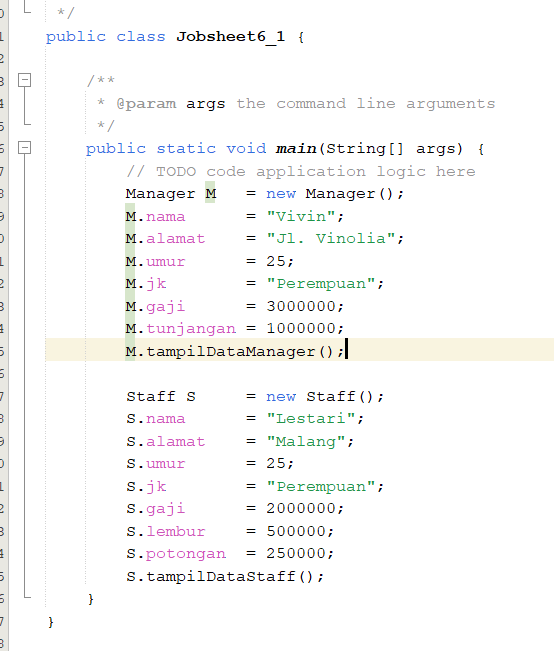 */
public class Jobsheet6_1 {
/**
* @param args the command line arguments
*/
public static void main(String[] args) {
// TODO code application logic here
Manager M = new Manager();
M.nama = "Vivin";
M.alamat = "Jl. Vinolia";
M.umur = 25;
M.jk = "Perempuan";
M.gaji = 3000000;
M.tunjangan = 1000000;
M.tampilDataManager();
Staff S = new Staff();
S.nama = "Lestari";
S.alamat = "Malang";
S.umur = 25;
S.jk = "Perempuan";
S.gaji = 2000000;
S.lembur = 500000;
S.potongan = 250000;
S.tampilDataStaff();
}
}